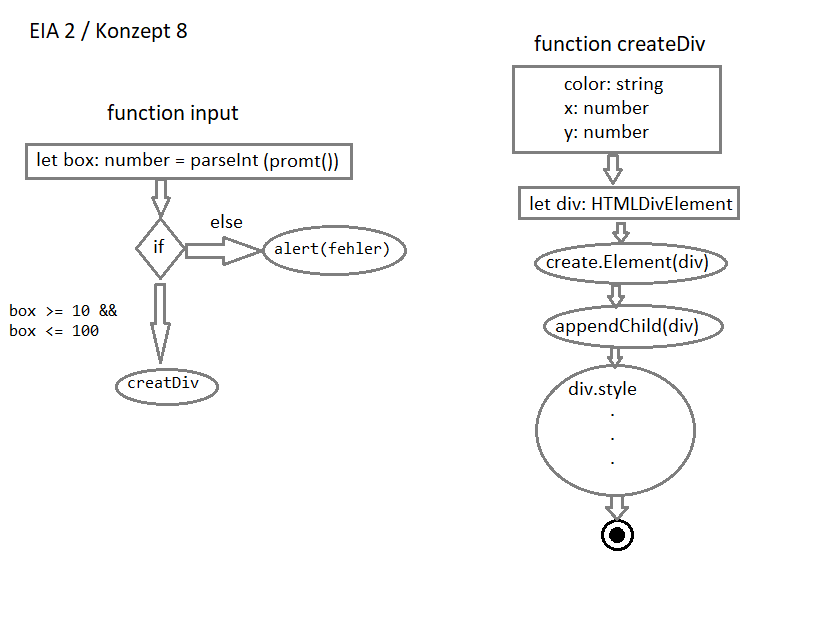 EIA 2 / Konzept 8
function input
let box: number = parseInt (promt())
if
else
alert(fehler)
box >= 10 &&
box <= 100
creatDiv
function createDiv
color: string
x: number
y: number
let div: HTMLDivElement
create.Element(div)
appendChild(div)
div.style
.
.
.